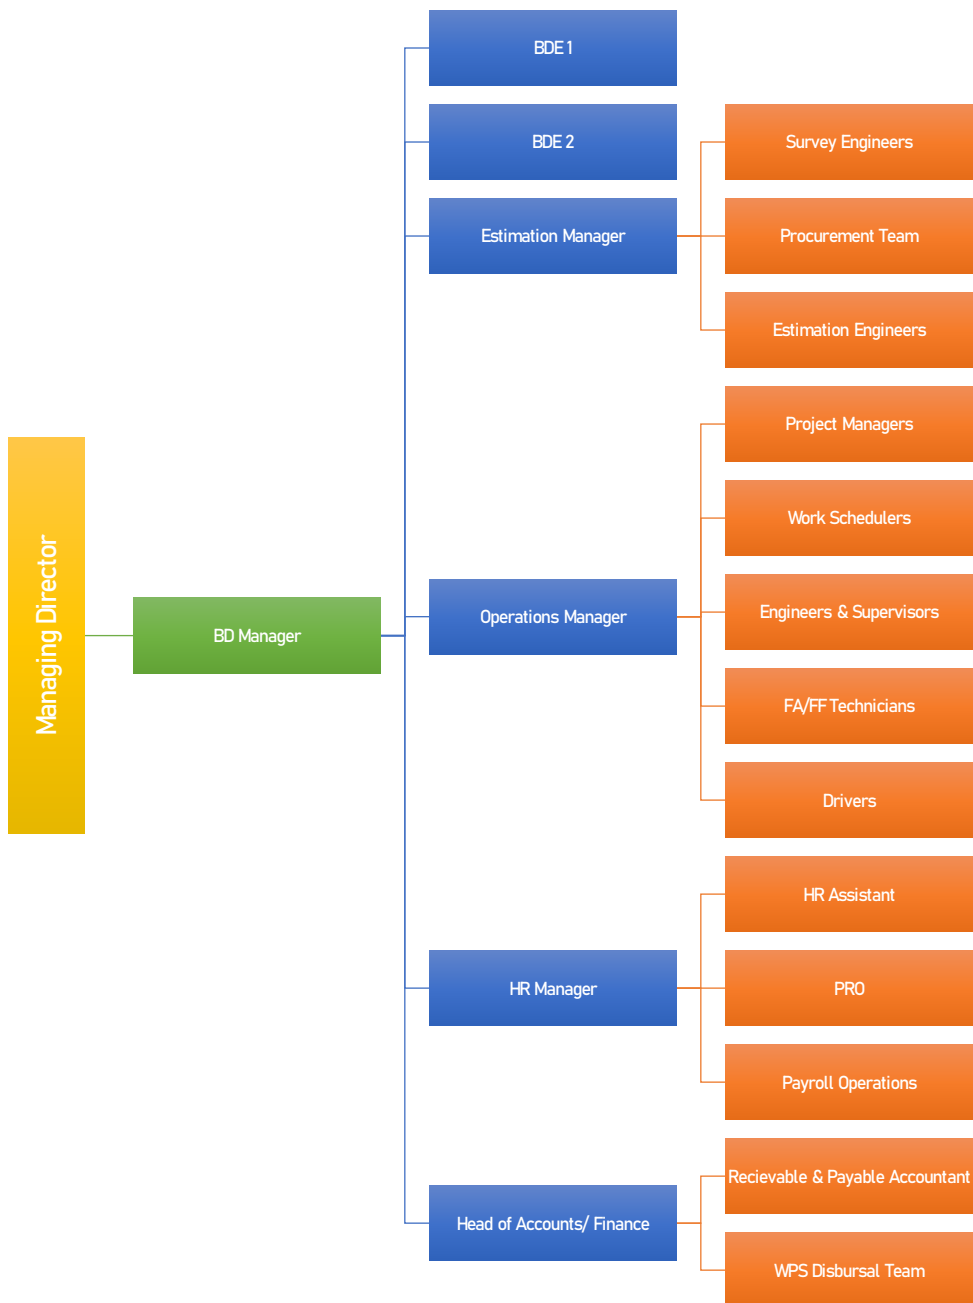 Managing Director
BD Manager
BDE 1
BDE 2
Estimation Manager
Survey Engineers
Procurement Team
Estimation Engineers
Operations Manager
Project Managers
Work Schedulers
Engineers & Supervisors
FA/FF Technicians
Drivers
HR Manager
HR Assistant
PRO
Payroll Operations
Head of Accounts/ Finance
Recievable & Payable Accountant
WPS Disbursal Team